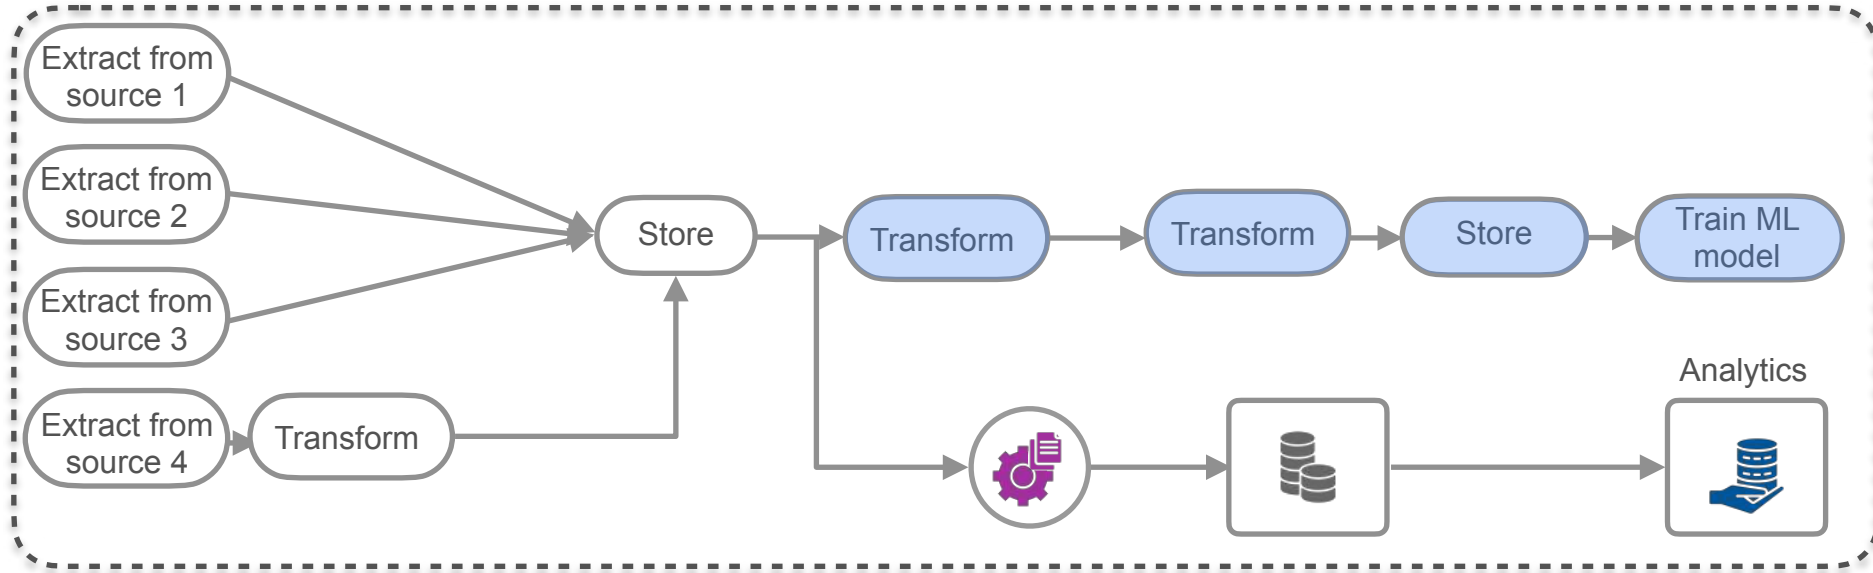 Extract from
source 1
Extract from
source 2
Extract from
source 3
Extract from
source 4
Transform
Store
Transform
Transform
Store
Train ML
model
Analytics